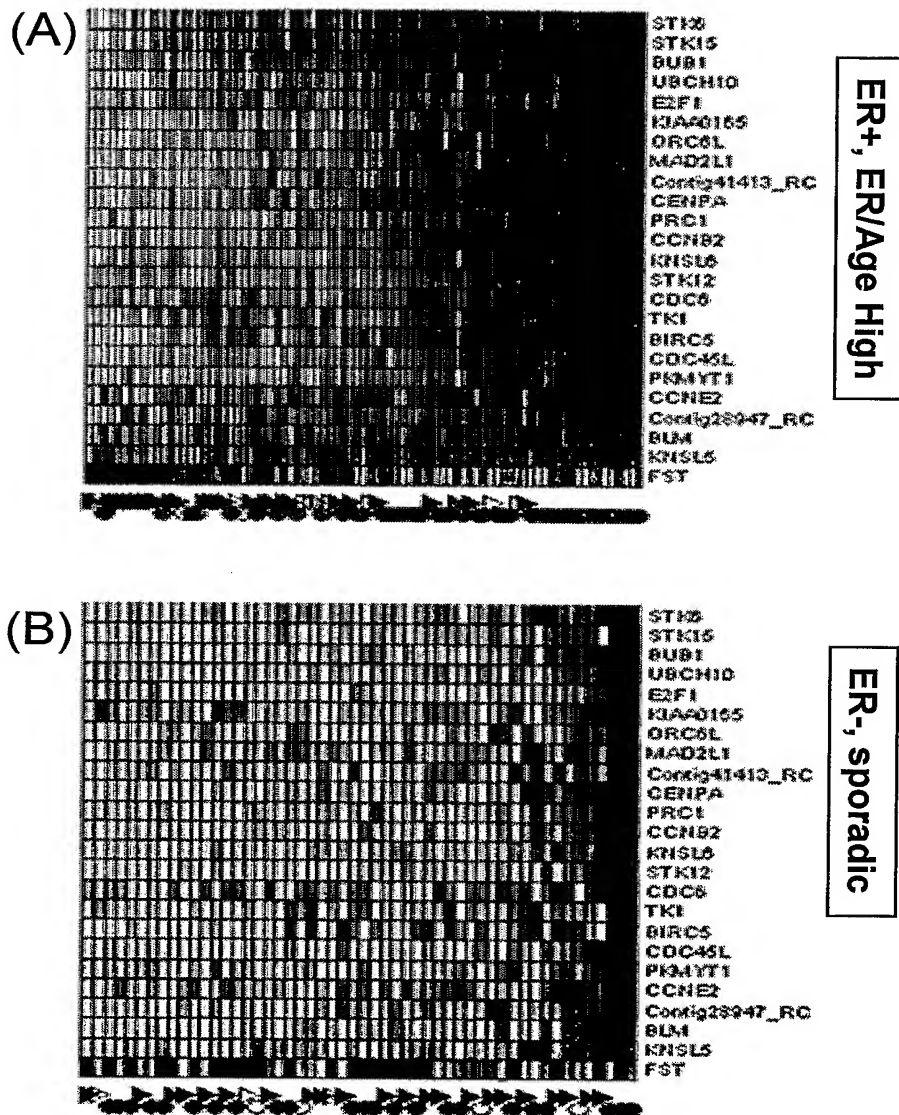 (A)
STK6
STK15
BUB1
UBCH10
E2F1
KIAA0165
ORC6L
MAD2L1
Contig41413_RC
CENPA
PRC1
CCNB2
KNSL6
STK12
CDC6
TK1
BIRC5
CDC45L
PKMYT1
CCNE2
Contig28947_RC
BLM
KNSL5
FST
ER+, ER/Age High
(B)
STK6
STK15
BUB1
UBCH10
E2F1
KIAA0165
ORC6L
MAD2L1
Contig41413_RC
CENPA
PRC1
CCNB2
KNSL6
STK12
CDC6
TK1
BIRC5
CDC45L
PKMYT1
CCNE2
Contig28947_RC
BLM
KNSL5
FST
ER-, sporadic